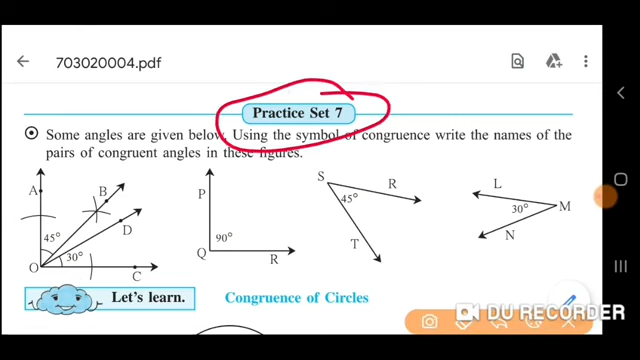 703020004.pdf
Practice Set 7
Some angles are given below. Using the symbol of congruence write the names of the
pairs of congruent angles in these figures.
A
B
D
45°
30°
O
C
P
90°
Q
R
S
R
45°
T
L
30°
M
N
Let's learn.
Congruence of Circles
DU RECORDER